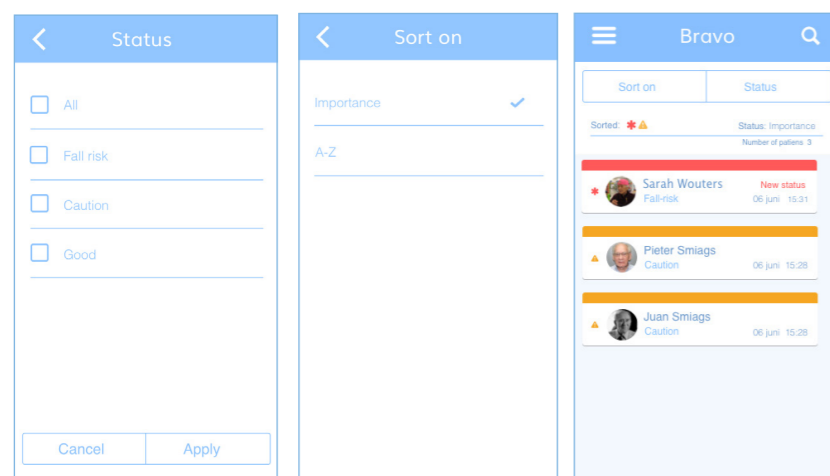 Status
All
Fall risk
Caution
Good
Cancel Apply
Sort on
Importance
A-Z
Bravo
Sort on Status
Sorted: Status: Importance
Number of patiens 3
Sarah Wouters New status
Fall-risk 06 juni 15:31
Pieter Smiags
Caution 06 juni 15:28
Juan Smiags
Caution 06 juni 15:28